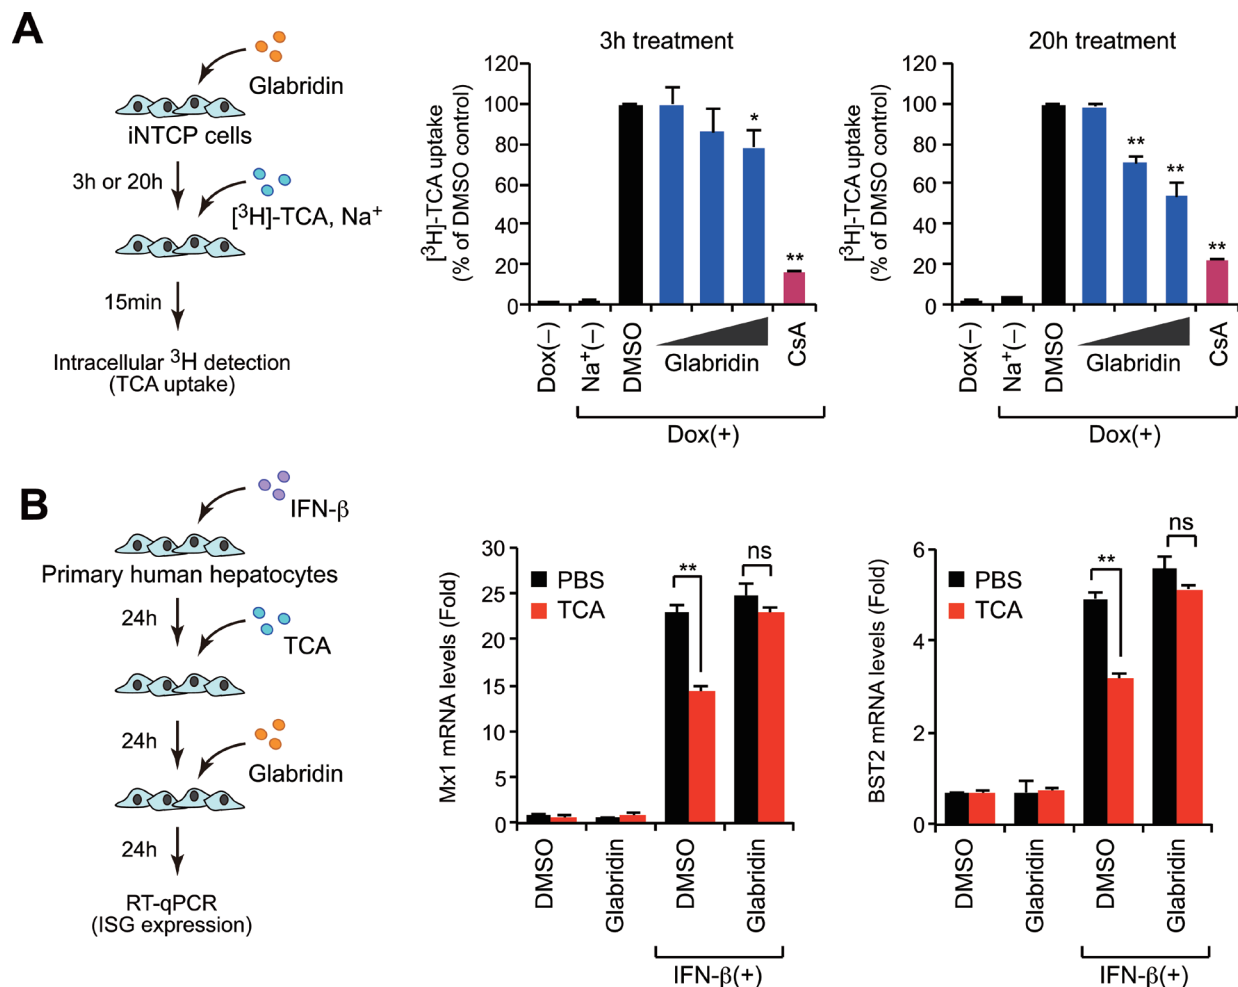 A
Glabridin
iNTCP cells
3h or 20h
[³H]-TCA, Na⁺
15min
Intracellular ³H detection
(TCA uptake)
3h treatment
[³H]-TCA uptake
(% of DMSO control)
120
100
80
60
40
20
0
*
**
Dox(–)
Na⁺(–)
DMSO
Glabridin
CsA
Dox(+)
20h treatment
[³H]-TCA uptake
(% of DMSO control)
120
100
80
60
40
20
0
**
**
**
Dox(–)
Na⁺(–)
DMSO
Glabridin
CsA
Dox(+)
B
IFN-β
Primary human hepatocytes
24h
TCA
24h
Glabridin
24h
RT-qPCR
(ISG expression)
Mx1 mRNA levels (Fold)
30
25
20
15
10
5
0
PBS
TCA
**
ns
DMSO
Glabridin
DMSO
Glabridin
IFN-β(+)
BST2 mRNA levels (Fold)
6
4
2
0
PBS
TCA
**
ns
DMSO
Glabridin
DMSO
Glabridin
IFN-β(+)